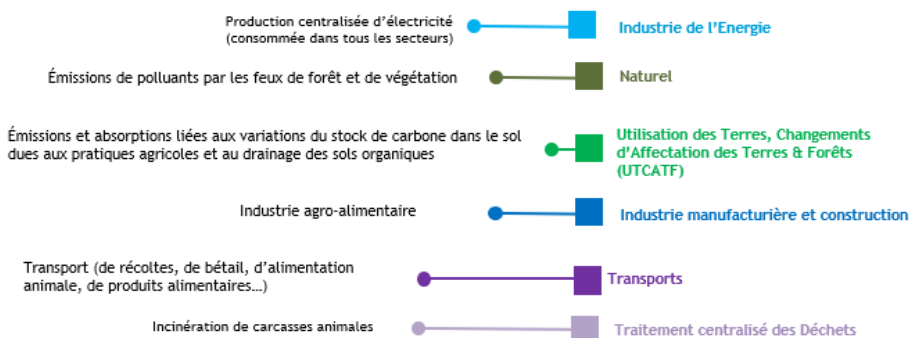 Production centralisée d’électricité
(consommée dans tous les secteurs)
Industrie de l’Energie
Émissions de polluants par les feux de forêt et de végétation
Naturel
Émissions et absorptions liées aux variations du stock de carbone dans le sol
dues aux pratiques agricoles et au drainage des sols organiques
Utilisation des Terres, Changements
d’Affectation des Terres & Forêts
(UTCATF)
Industrie agro-alimentaire
Industrie manufacturière et construction
Transport (de récoltes, de bétail, d’alimentation
animale, de produits alimentaires…)
Transports
Incinération de carcasses animales
Traitement centralisé des Déchets